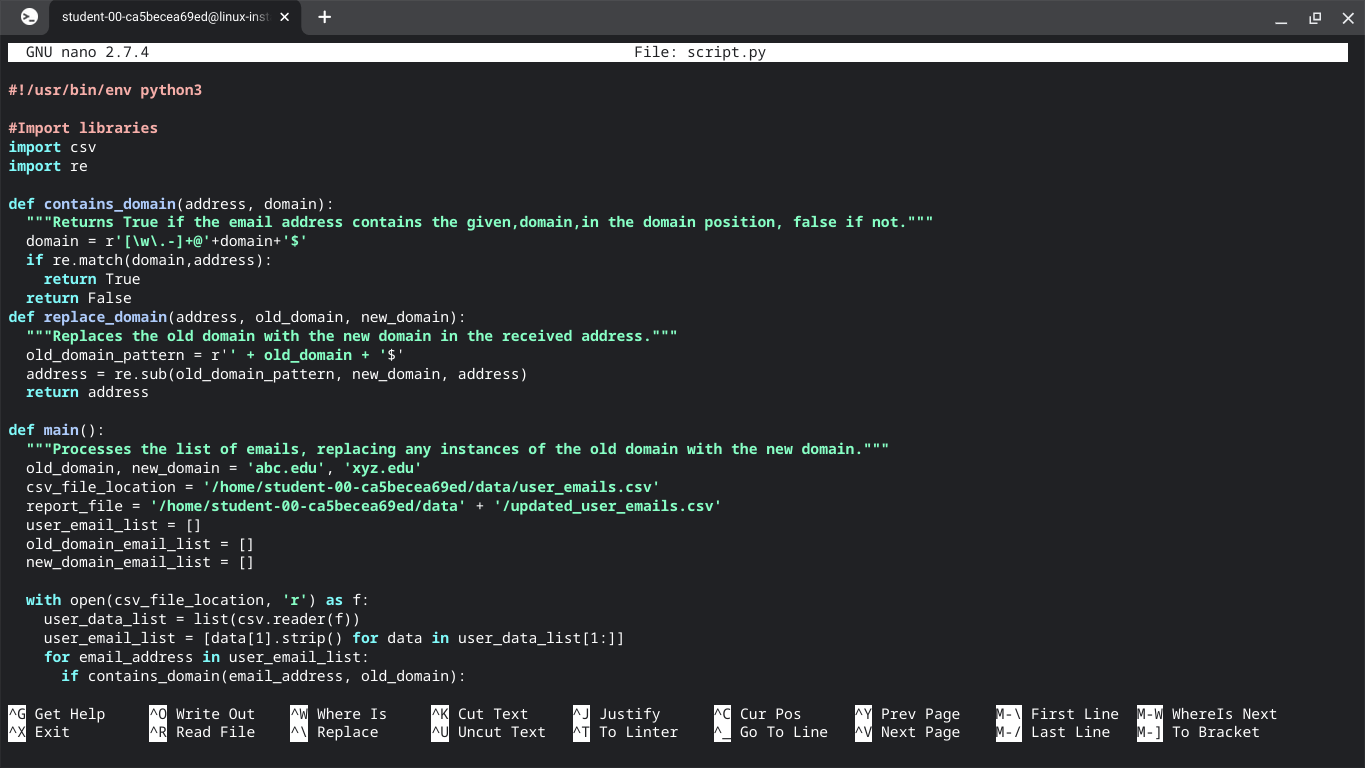 student-00-ca5becea69ed@linux-inst
GNU nano 2.7.4 File: script.py
#!/usr/bin/env python3
#Import libraries
import csv
import re
def contains_domain(address, domain):
  """Returns True if the email address contains the given,domain,in the domain position, false if not."""
  domain = r'[\w\.-]+@'+domain+'$'
  if re.match(domain,address):
    return True
  return False
def replace_domain(address, old_domain, new_domain):
  """Replaces the old domain with the new domain in the received address."""
  old_domain_pattern = r'' + old_domain + '$'
  address = re.sub(old_domain_pattern, new_domain, address)
  return address
def main():
  """Processes the list of emails, replacing any instances of the old domain with the new domain."""
  old_domain, new_domain = 'abc.edu', 'xyz.edu'
  csv_file_location = '/home/student-00-ca5becea69ed/data/user_emails.csv'
  report_file = '/home/student-00-ca5becea69ed/data' + '/updated_user_emails.csv'
  user_email_list = []
  old_domain_email_list = []
  new_domain_email_list = []
  with open(csv_file_location, 'r') as f:
    user_data_list = list(csv.reader(f))
    user_email_list = [data[1].strip() for data in user_data_list[1:]]
    for email_address in user_email_list:
      if contains_domain(email_address, old_domain):
^G Get Help ^O Write Out ^W Where Is ^K Cut Text ^J Justify ^C Cur Pos ^Y Prev Page M-\ First Line M-W WhereIs Next
^X Exit ^R Read File ^\ Replace ^U Uncut Text ^T To Linter ^_ Go To Line ^V Next Page M-/ Last Line M-] To Bracket